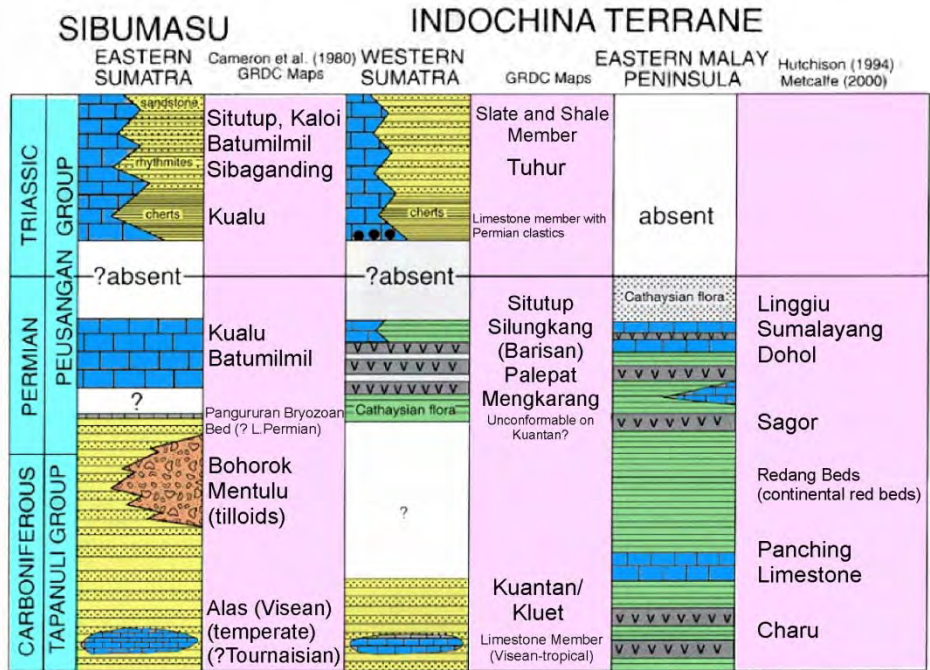 SIBUMASU
INDOCHINA TERRANE
EASTERN
SUMATRA
Cameron et al. (1980)
GRDC Maps
WESTERN
SUMATRA
GRDC Maps
EASTERN MALAY
PENINSULA
Hutchison (1994)
Metcalfe (2000)
TRIASSIC
PERMIAN
CARBONIFEROUS
PEUSANGAN GROUP
TAPANULI GROUP
sandstone
rhythmites
cherts
?absent
?
Situtup, Kaloi
Batumilmil
Sibaganding
Kualu
Kualu
Batumilmil
Pangururan Bryozoan
Bed (? L.Permian)
Bohorok
Mentulu
(tilloids)
Alas (Visean)
(temperate)
(?Tournaisian)
cherts
?absent
Cathaysian flora
?
Slate and Shale
Member
Tuhur
Limestone member with
Permian clastics
Situtup
Silungkang
(Barisan)
Palepat
Mengkarang
Unconformable on
Kuantan?
Kuantan/
Kluet
Limestone Member
(Visean-tropical)
absent
Cathaysian flora
Linggiu
Sumalayang
Dohol
Sagor
Redang Beds
(continental red beds)
Panching
Limestone
Charu